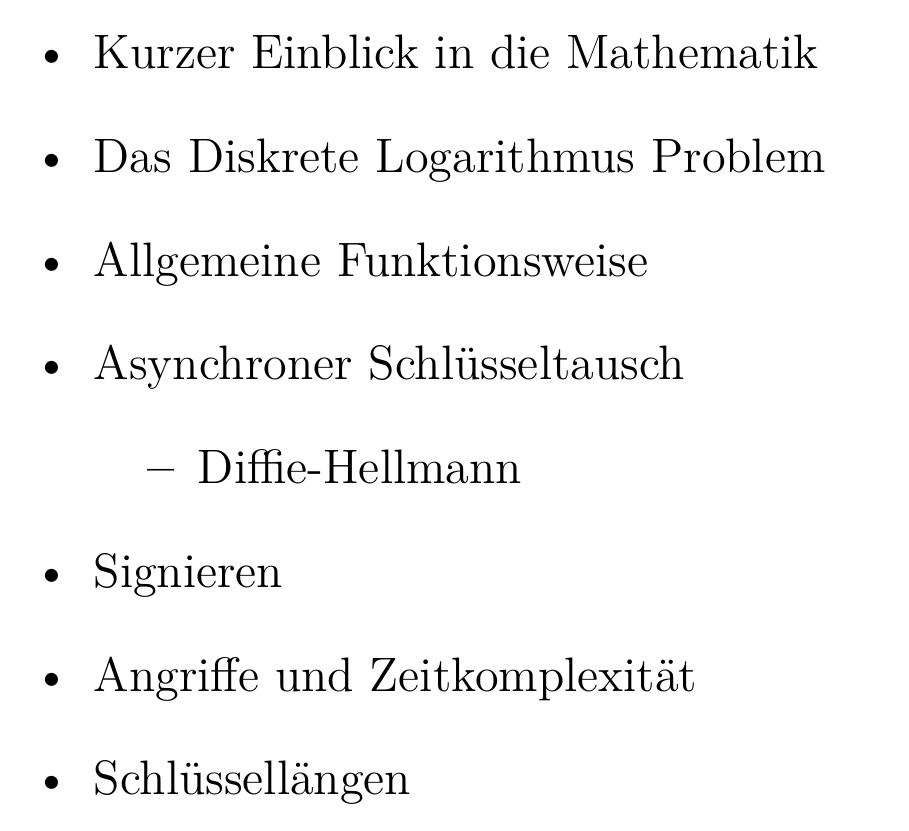 • Kurzer Einblick in die Mathematik
• Das Diskrete Logarithmus Problem
• Allgemeine Funktionsweise
• Asynchroner Schlüsseltausch
– Diffie-Hellmann
• Signieren
• Angriffe und Zeitkomplexität
• Schlüssellängen